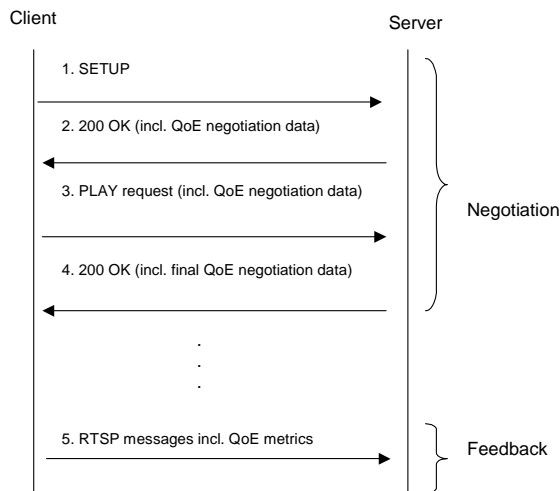 Client
Server
1. SETUP
2. 200 OK (incl. QoE negotiation data)
3. PLAY request (incl. QoE negotiation data)
Negotiation
4. 200 OK (incl. final QoE negotiation data)
.
.
.
5. RTSP messages incl. QoE metrics
Feedback